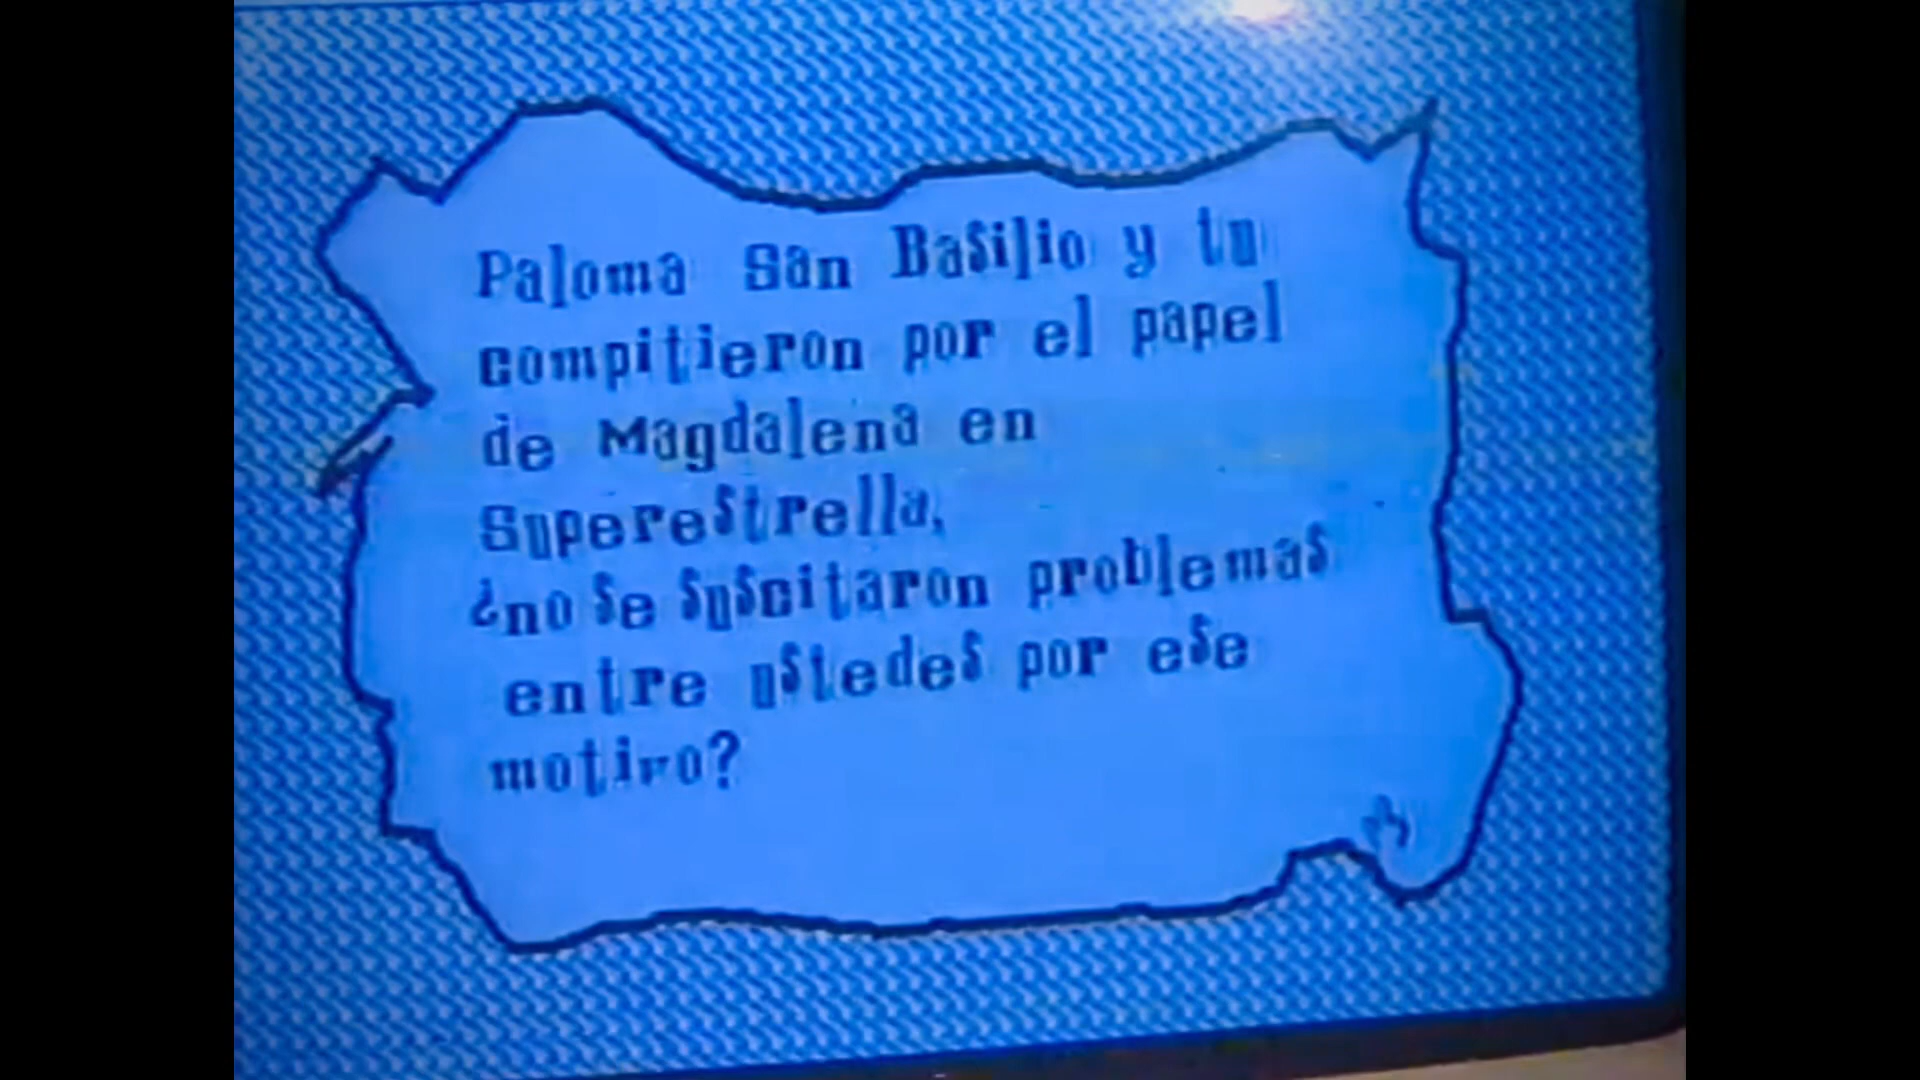 Paloma San Basilio y tu
compitieron por el papel
de Magdalena en
Superestrella,
¿no se suscitaron problemas
entre ustedes por ese
motivo?